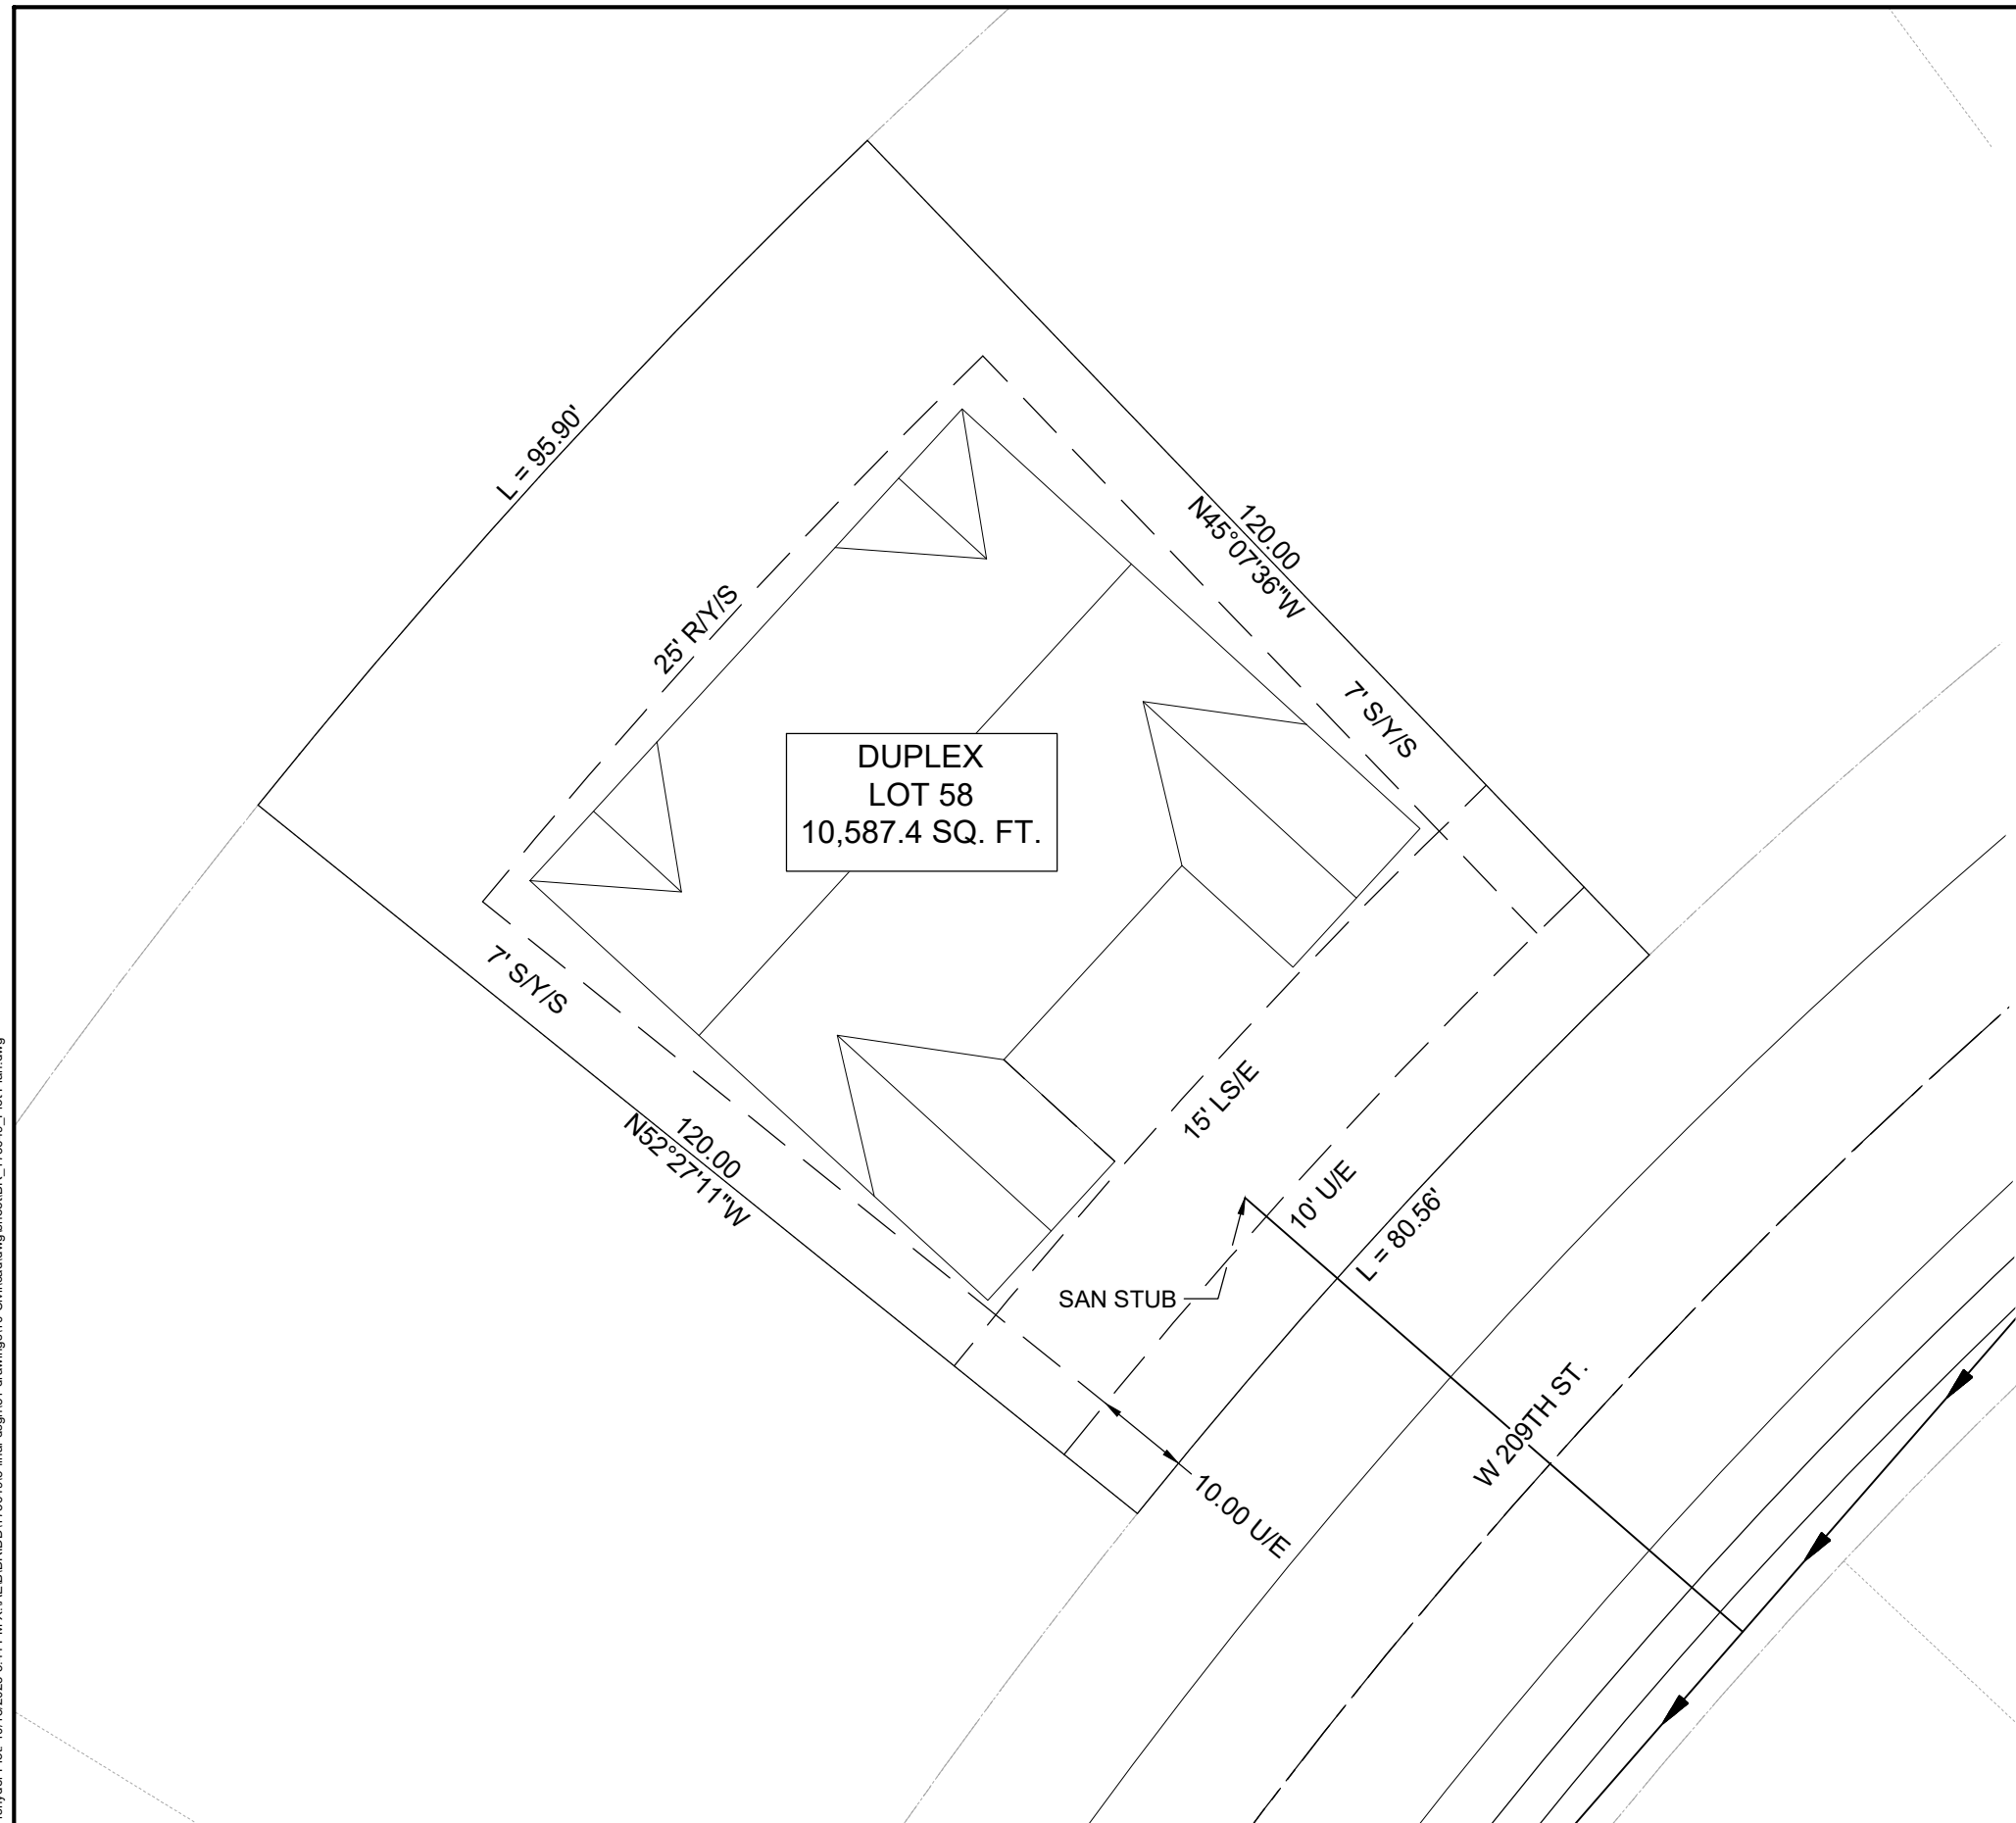 L = 95.90'
120.00
N45°07'36"W
25' R/Y/S
7' S/Y/S
DUPLEX
LOT 58
10,587.4 SQ. FT.
7' S/Y/S
120.00
N52°27'11"W
15' LS/E
10' U/E
L = 80.56'
SAN STUB
W 209TH ST.
10.00 U/E